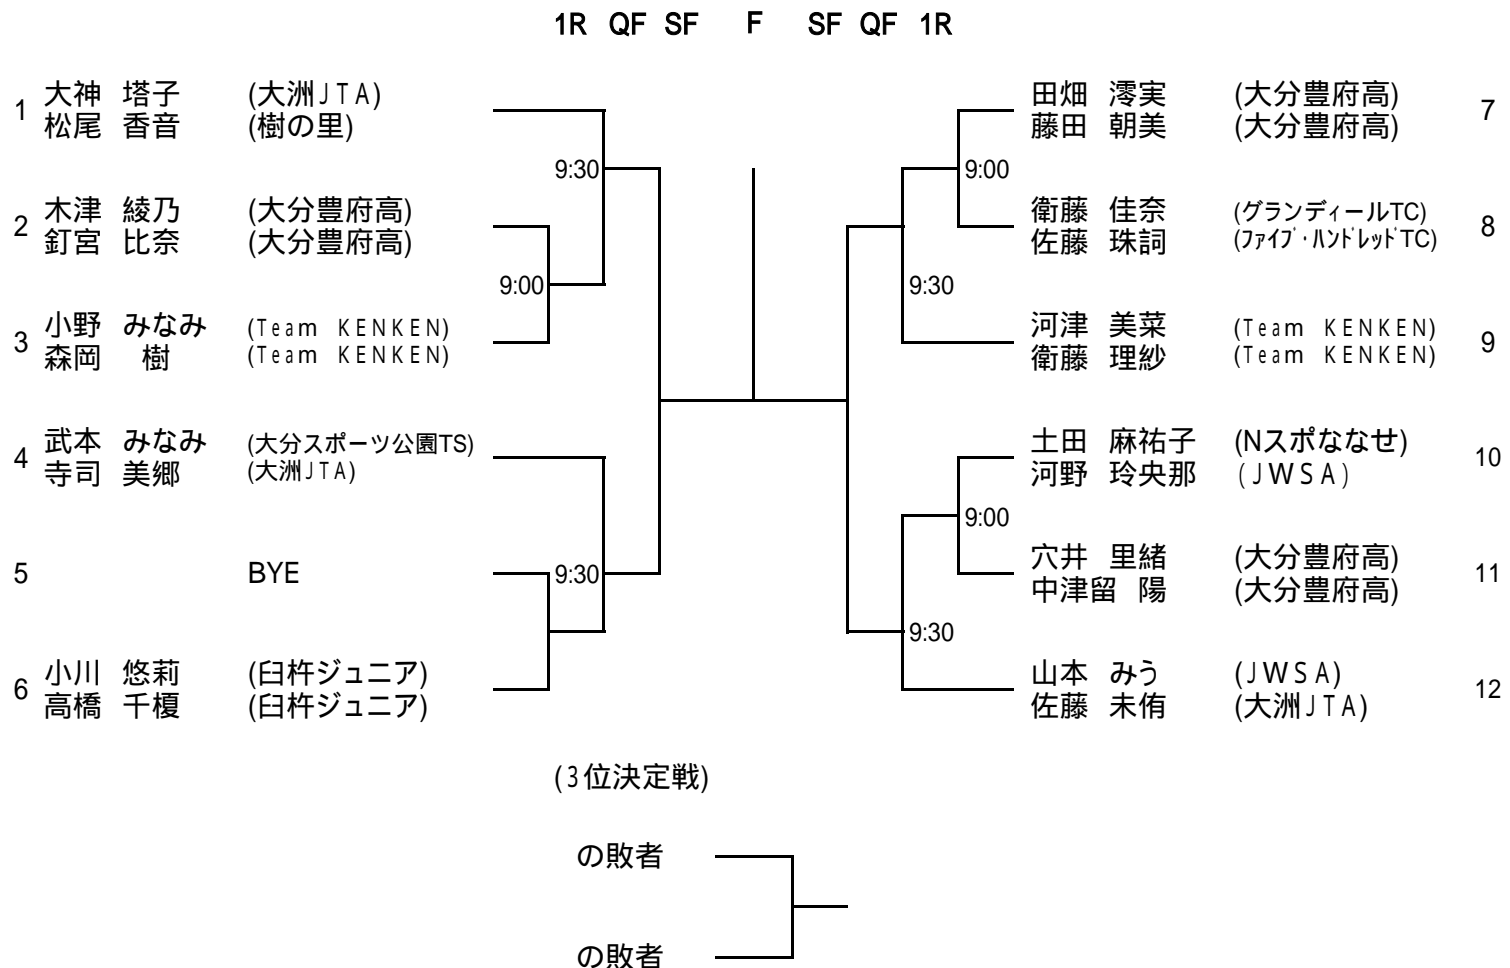 1R QF SF F SF QF 1R
1 大神 塔子 (大洲JTA)
松尾 香音 (樹の里)
9:30
2 木津 綾乃 (大分豊府高)
釘宮 比奈 (大分豊府高)
9:00
3 小野 みなみ (Team KENKEN)
森岡 樹 (Team KENKEN)
4 武本 みなみ (大分スポーツ公園TS)
寺司 美郷 (大洲JTA)
5 BYE
9:30
6 小川 悠莉 (臼杵ジュニア)
高橋 千榎 (臼杵ジュニア)
田畑 澪実 (大分豊府高) 7
藤田 朝美 (大分豊府高)
9:00
衛藤 佳奈 (グランディールTC) 8
佐藤 珠詞 (ファイブ・ハンドレッドTC)
9:30
河津 美菜 (Team KENKEN) 9
衛藤 理紗 (Team KENKEN)
土田 麻祐子 (Nスポななせ) 10
河野 玲央那 (JWSA)
9:00
穴井 里緒 (大分豊府高) 11
中津留 陽 (大分豊府高)
9:30
山本 みう (JWSA) 12
佐藤 未侑 (大洲JTA)
(3位決定戦)
の敗者
の敗者